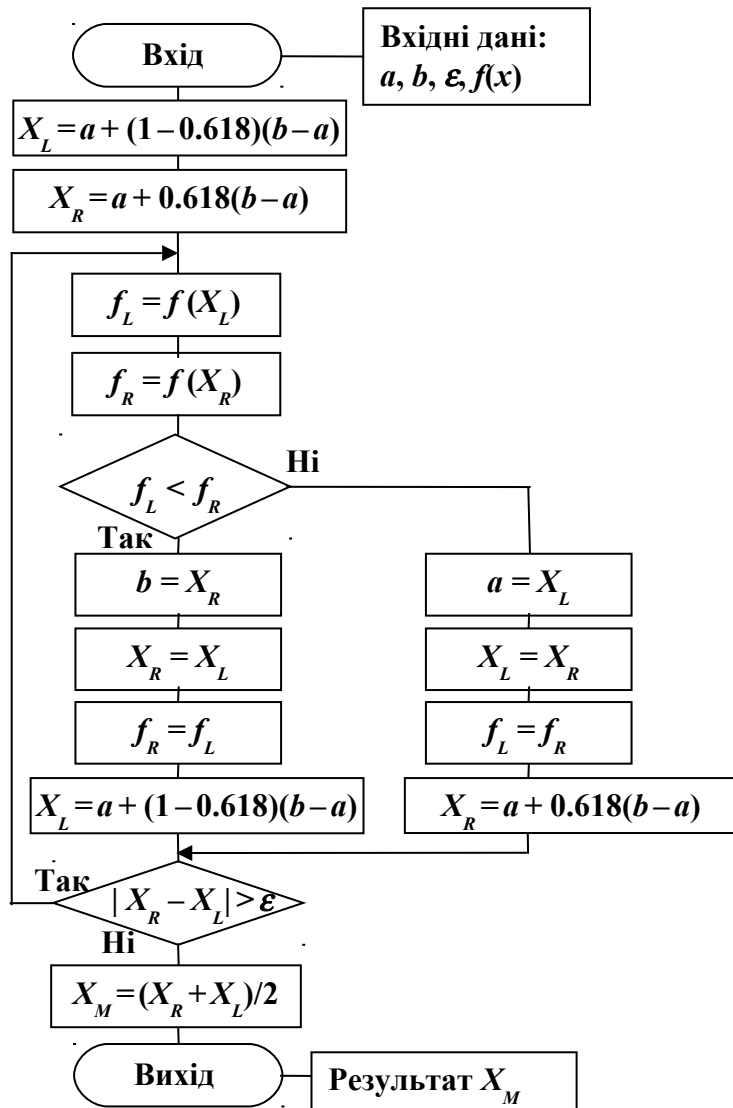 Вхід
Вхідні дані:
a, b, ε, f(x)
X_L = a + (1 – 0.618)(b – a)
X_R = a + 0.618(b – a)
f_L = f (X_L)
f_R = f (X_R)
f_L < f_R
Ні
Так
b = X_R
a = X_L
X_R = X_L
X_L = X_R
f_R = f_L
f_L = f_R
X_L = a + (1 – 0.618)(b – a)
X_R = a + 0.618(b – a)
Так
| X_R – X_L | > ε
Ні
X_M = (X_R + X_L)/2
Вихід
Результат X_M